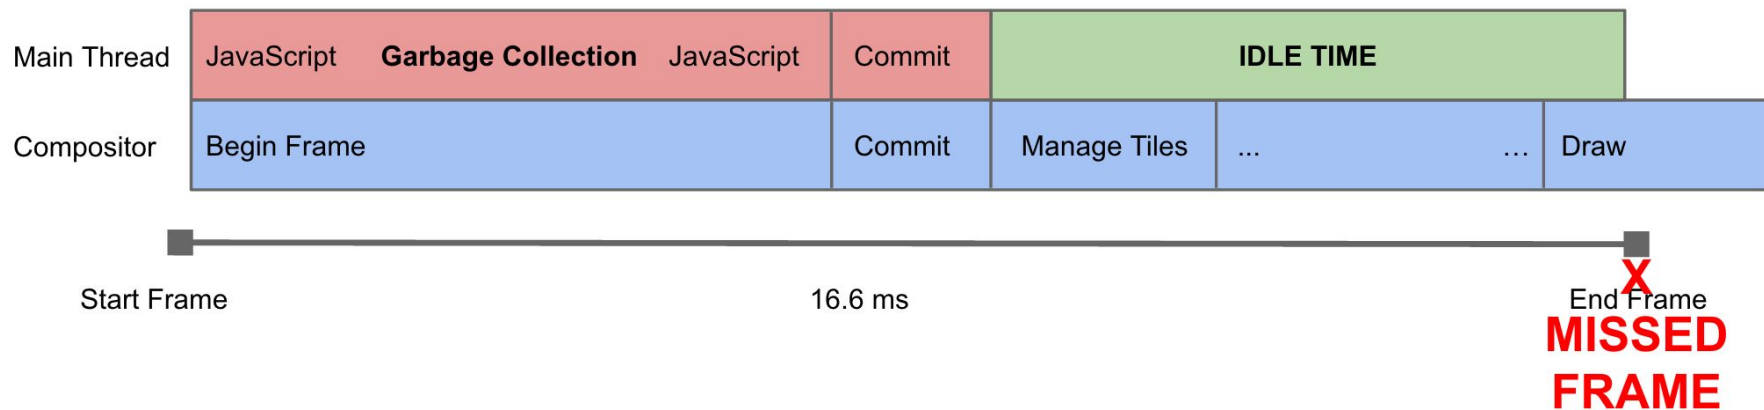 Main Thread JavaScript Garbage Collection JavaScript Commit IDLE TIME
Compositor Begin Frame Commit Manage Tiles ... … Draw
Start Frame 16.6 ms End Frame
X
MISSED
FRAME